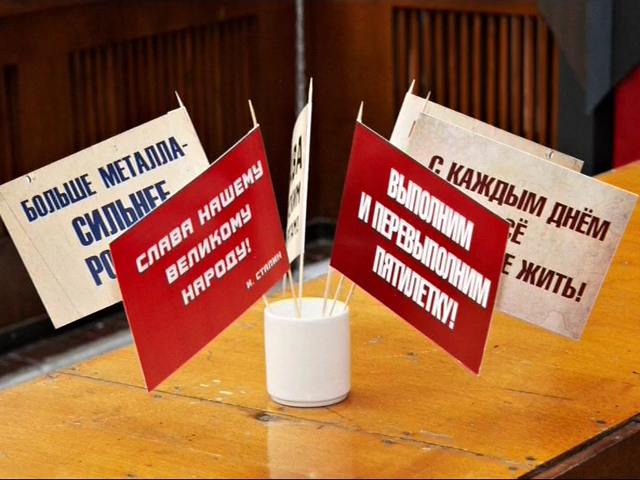 БОЛЬШЕ МЕТАЛЛА-
СИЛЬНЕЕ
СЛАВА НАШЕМУ
ВЕЛИКОМУ
НАРОДУ!
И. СТАЛИН
ВЫПОЛНИМ
И ПЕРЕВЫПОЛНИМ
ПЯТИЛЕТКУ!
С КАЖДЫМ ДНЁМ
ЖИТЬ!